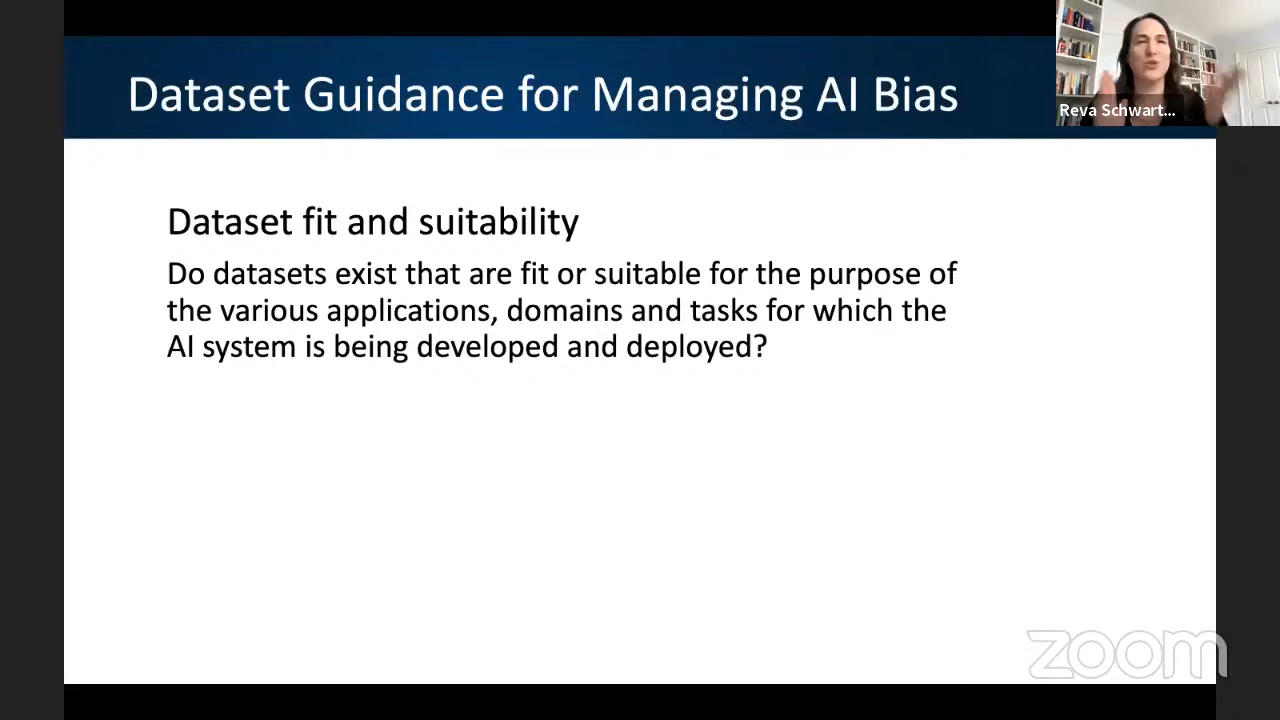 Dataset Guidance for Managing AI Bias
Reva Schwart...
Dataset fit and suitability
Do datasets exist that are fit or suitable for the purpose of
the various applications, domains and tasks for which the
AI system is being developed and deployed?
zoom